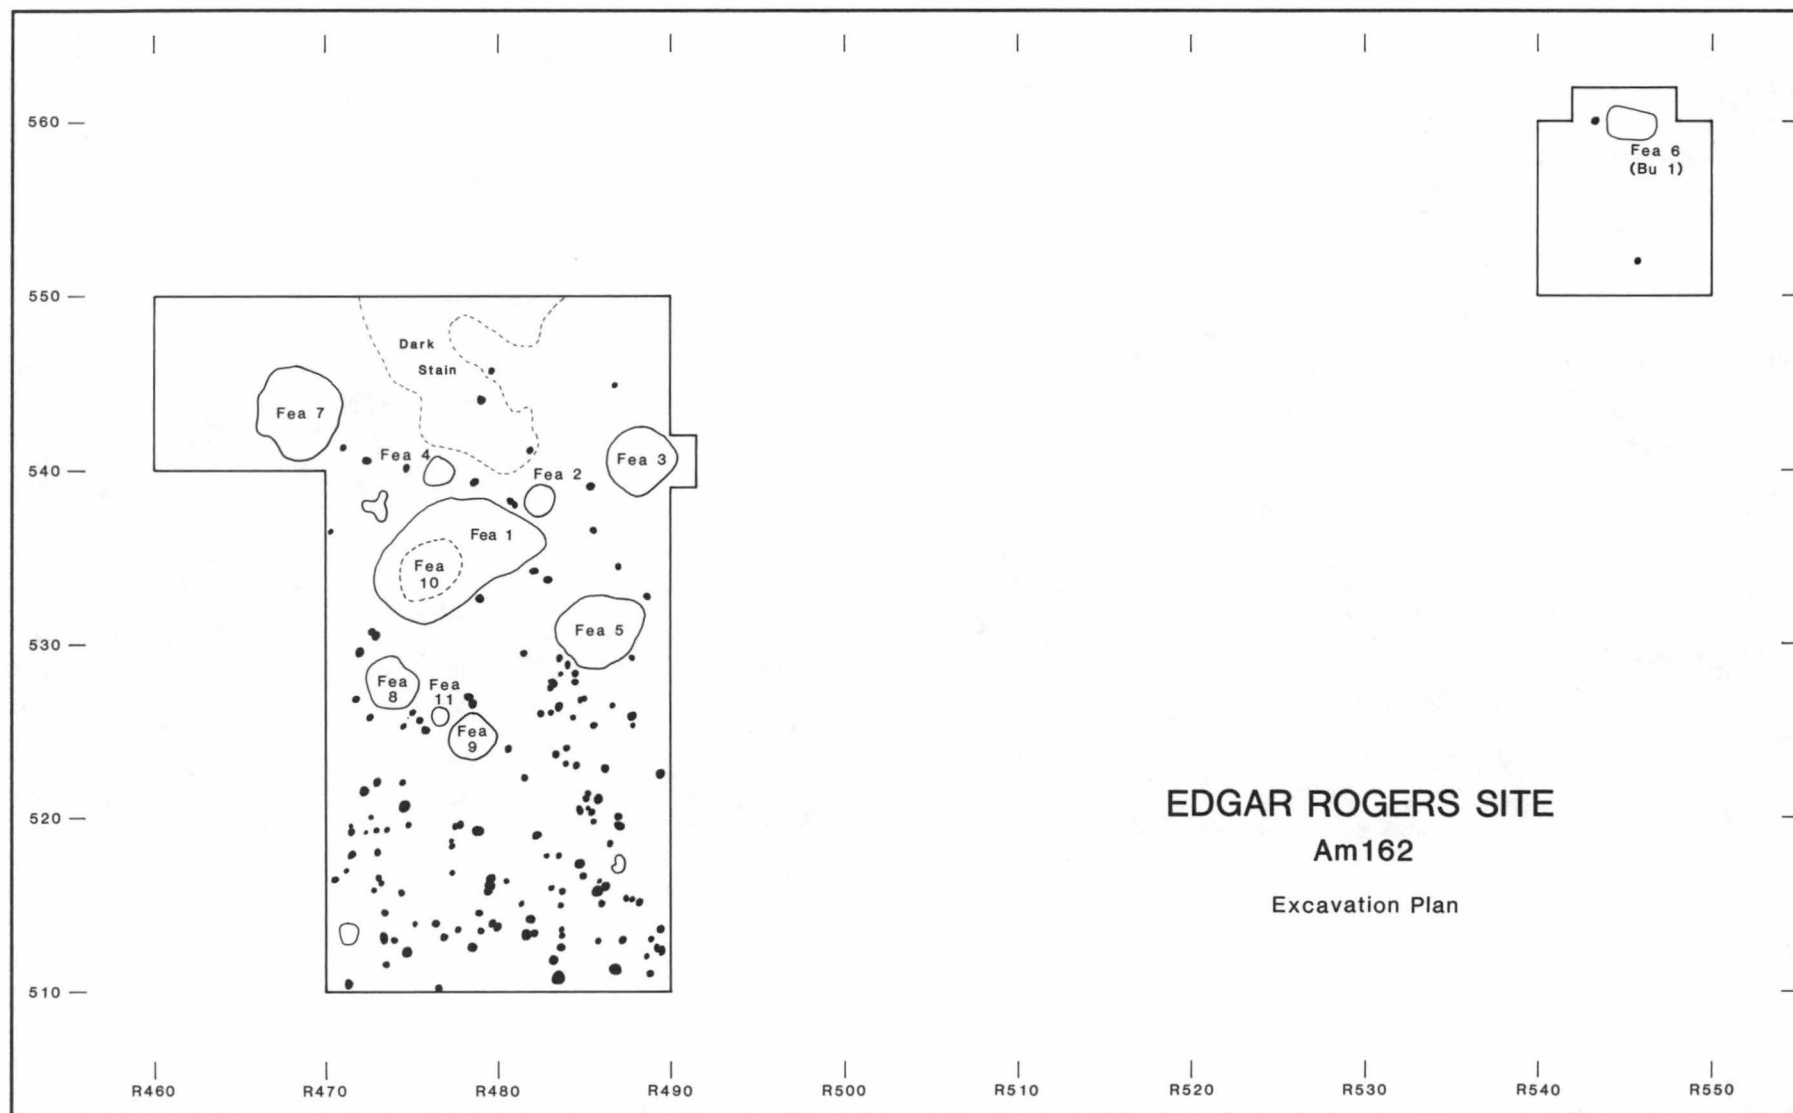 560
Fea 6
(Bu 1)
550
Dark
Stain
Fea 7
Fea 4
540
Fea 2
Fea 3
Fea 1
Fea
10
530
Fea 5
Fea
8
Fea
11
Fea
9
520
EDGAR ROGERS SITE
Am162
Excavation Plan
510
R460 R470 R480 R490 R500 R510 R520 R530 R540 R550